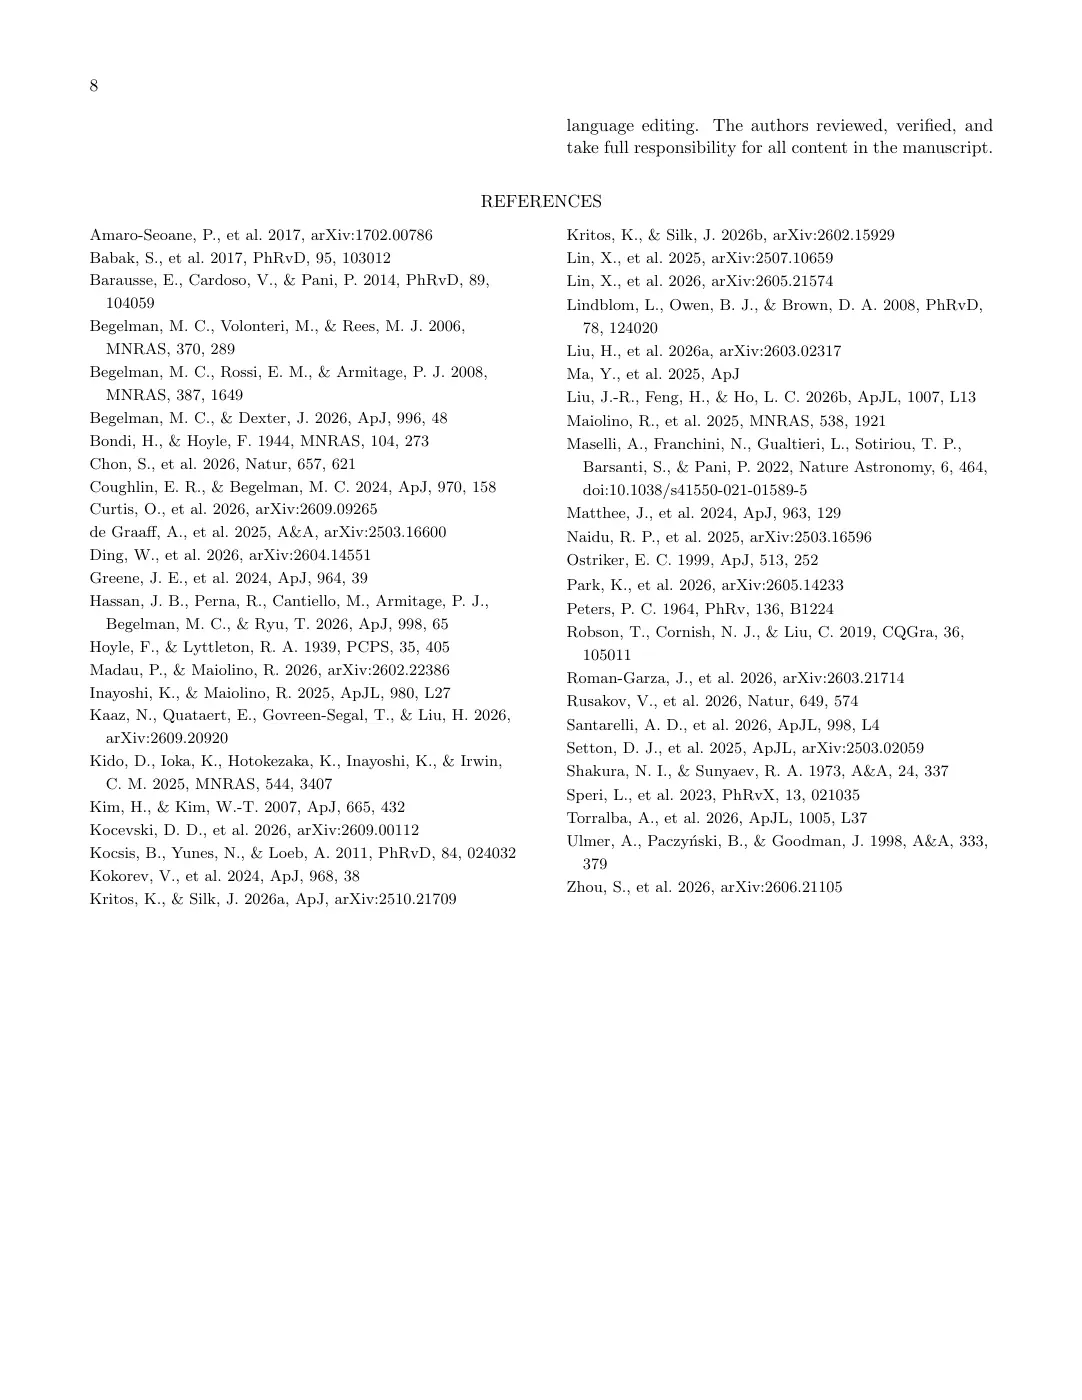 8
language editing. The authors reviewed, verified, and
take full responsibility for all content in the manuscript.
REFERENCES
Amaro-Seoane, P., et al. 2017, arXiv:1702.00786
Babak, S., et al. 2017, PhRvD, 95, 103012
Barausse, E., Cardoso, V., & Pani, P. 2014, PhRvD, 89,
104059
Begelman, M. C., Volonteri, M., & Rees, M. J. 2006,
MNRAS, 370, 289
Begelman, M. C., Rossi, E. M., & Armitage, P. J. 2008,
MNRAS, 387, 1649
Begelman, M. C., & Dexter, J. 2026, ApJ, 996, 48
Bondi, H., & Hoyle, F. 1944, MNRAS, 104, 273
Chon, S., et al. 2026, Natur, 657, 621
Coughlin, E. R., & Begelman, M. C. 2024, ApJ, 970, 158
Curtis, O., et al. 2026, arXiv:2609.09265
de Graaff, A., et al. 2025, A&A, arXiv:2503.16600
Ding, W., et al. 2026, arXiv:2604.14551
Greene, J. E., et al. 2024, ApJ, 964, 39
Hassan, J. B., Perna, R., Cantiello, M., Armitage, P. J.,
Begelman, M. C., & Ryu, T. 2026, ApJ, 998, 65
Hoyle, F., & Lyttleton, R. A. 1939, PCPS, 35, 405
Madau, P., & Maiolino, R. 2026, arXiv:2602.22386
Inayoshi, K., & Maiolino, R. 2025, ApJL, 980, L27
Kaaz, N., Quataert, E., Govreen-Segal, T., & Liu, H. 2026,
arXiv:2609.20920
Kido, D., Ioka, K., Hotokezaka, K., Inayoshi, K., & Irwin,
C. M. 2025, MNRAS, 544, 3407
Kim, H., & Kim, W.-T. 2007, ApJ, 665, 432
Kocevski, D. D., et al. 2026, arXiv:2609.00112
Kocsis, B., Yunes, N., & Loeb, A. 2011, PhRvD, 84, 024032
Kokorev, V., et al. 2024, ApJ, 968, 38
Kritos, K., & Silk, J. 2026a, ApJ, arXiv:2510.21709
Kritos, K., & Silk, J. 2026b, arXiv:2602.15929
Lin, X., et al. 2025, arXiv:2507.10659
Lin, X., et al. 2026, arXiv:2605.21574
Lindblom, L., Owen, B. J., & Brown, D. A. 2008, PhRvD,
78, 124020
Liu, H., et al. 2026a, arXiv:2603.02317
Ma, Y., et al. 2025, ApJ
Liu, J.-R., Feng, H., & Ho, L. C. 2026b, ApJL, 1007, L13
Maiolino, R., et al. 2025, MNRAS, 538, 1921
Maselli, A., Franchini, N., Gualtieri, L., Sotiriou, T. P.,
Barsanti, S., & Pani, P. 2022, Nature Astronomy, 6, 464,
doi:10.1038/s41550-021-01589-5
Matthee, J., et al. 2024, ApJ, 963, 129
Naidu, R. P., et al. 2025, arXiv:2503.16596
Ostriker, E. C. 1999, ApJ, 513, 252
Park, K., et al. 2026, arXiv:2605.14233
Peters, P. C. 1964, PhRv, 136, B1224
Robson, T., Cornish, N. J., & Liu, C. 2019, CQGra, 36,
105011
Roman-Garza, J., et al. 2026, arXiv:2603.21714
Rusakov, V., et al. 2026, Natur, 649, 574
Santarelli, A. D., et al. 2026, ApJL, 998, L4
Setton, D. J., et al. 2025, ApJL, arXiv:2503.02059
Shakura, N. I., & Sunyaev, R. A. 1973, A&A, 24, 337
Speri, L., et al. 2023, PhRvX, 13, 021035
Torralba, A., et al. 2026, ApJL, 1005, L37
Ulmer, A., Paczyński, B., & Goodman, J. 1998, A&A, 333,
379
Zhou, S., et al. 2026, arXiv:2606.21105